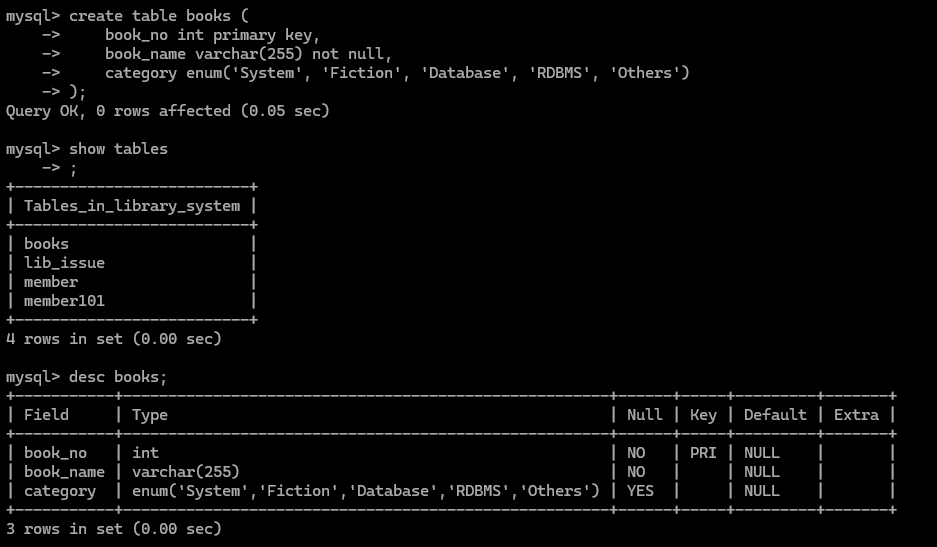 mysql> create table books (
    ->     book_no int primary key,
    ->     book_name varchar(255) not null,
    ->     category enum('System', 'Fiction', 'Database', 'RDBMS', 'Others')
    -> );
Query OK, 0 rows affected (0.05 sec)

mysql> show tables
    -> ;
+--------------------------+
| Tables_in_library_system |
+--------------------------+
| books                    |
| lib_issue                |
| member                   |
| member101                |
+--------------------------+
4 rows in set (0.00 sec)

mysql> desc books;
+-----------+------------------------------------------------------+------+-----+---------+-------+
| Field     | Type                                                 | Null | Key | Default | Extra |
+-----------+------------------------------------------------------+------+-----+---------+-------+
| book_no   | int                                                  | NO   | PRI | NULL    |       |
| book_name | varchar(255)                                         | NO   |     | NULL    |       |
| category  | enum('System','Fiction','Database','RDBMS','Others') | YES  |     | NULL    |       |
+-----------+------------------------------------------------------+------+-----+---------+-------+
3 rows in set (0.00 sec)